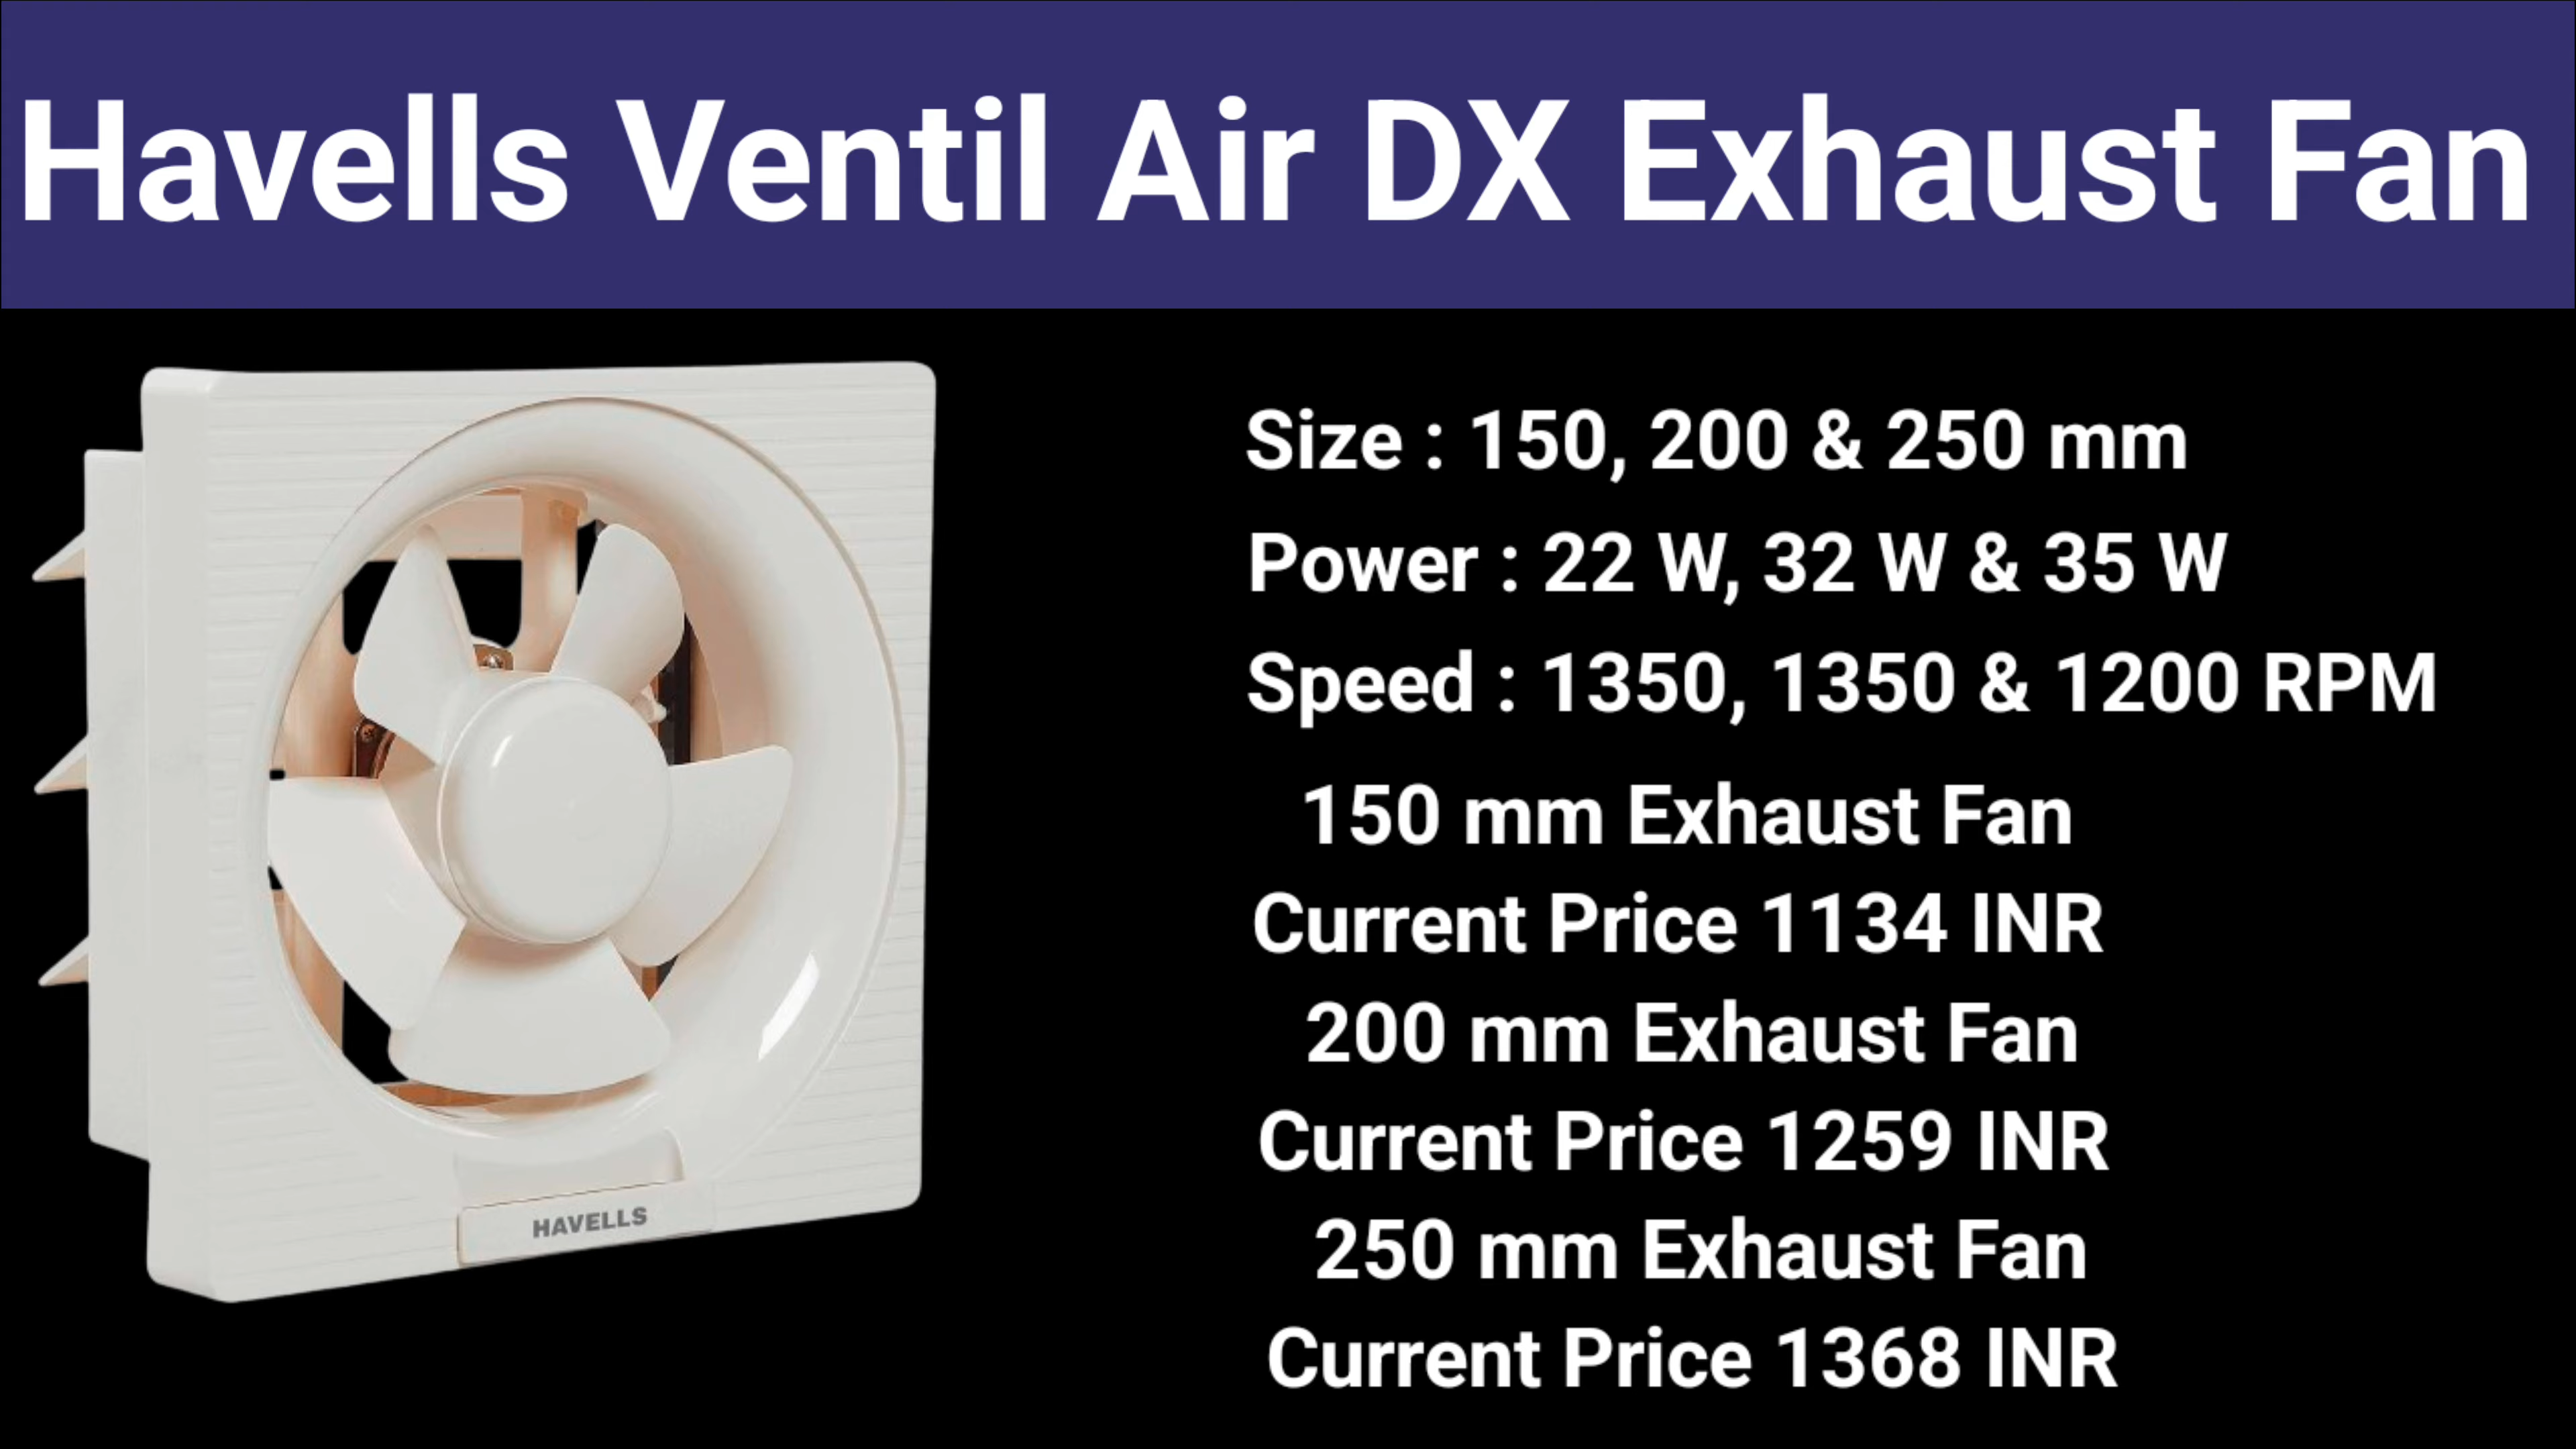 Havells Ventil Air DX Exhaust Fan
Size : 150, 200 & 250 mm
Power : 22 W, 32 W & 35 W
Speed : 1350, 1350 & 1200 RPM
150 mm Exhaust Fan
Current Price 1134 INR
200 mm Exhaust Fan
Current Price 1259 INR
250 mm Exhaust Fan
Current Price 1368 INR
HAVELLS